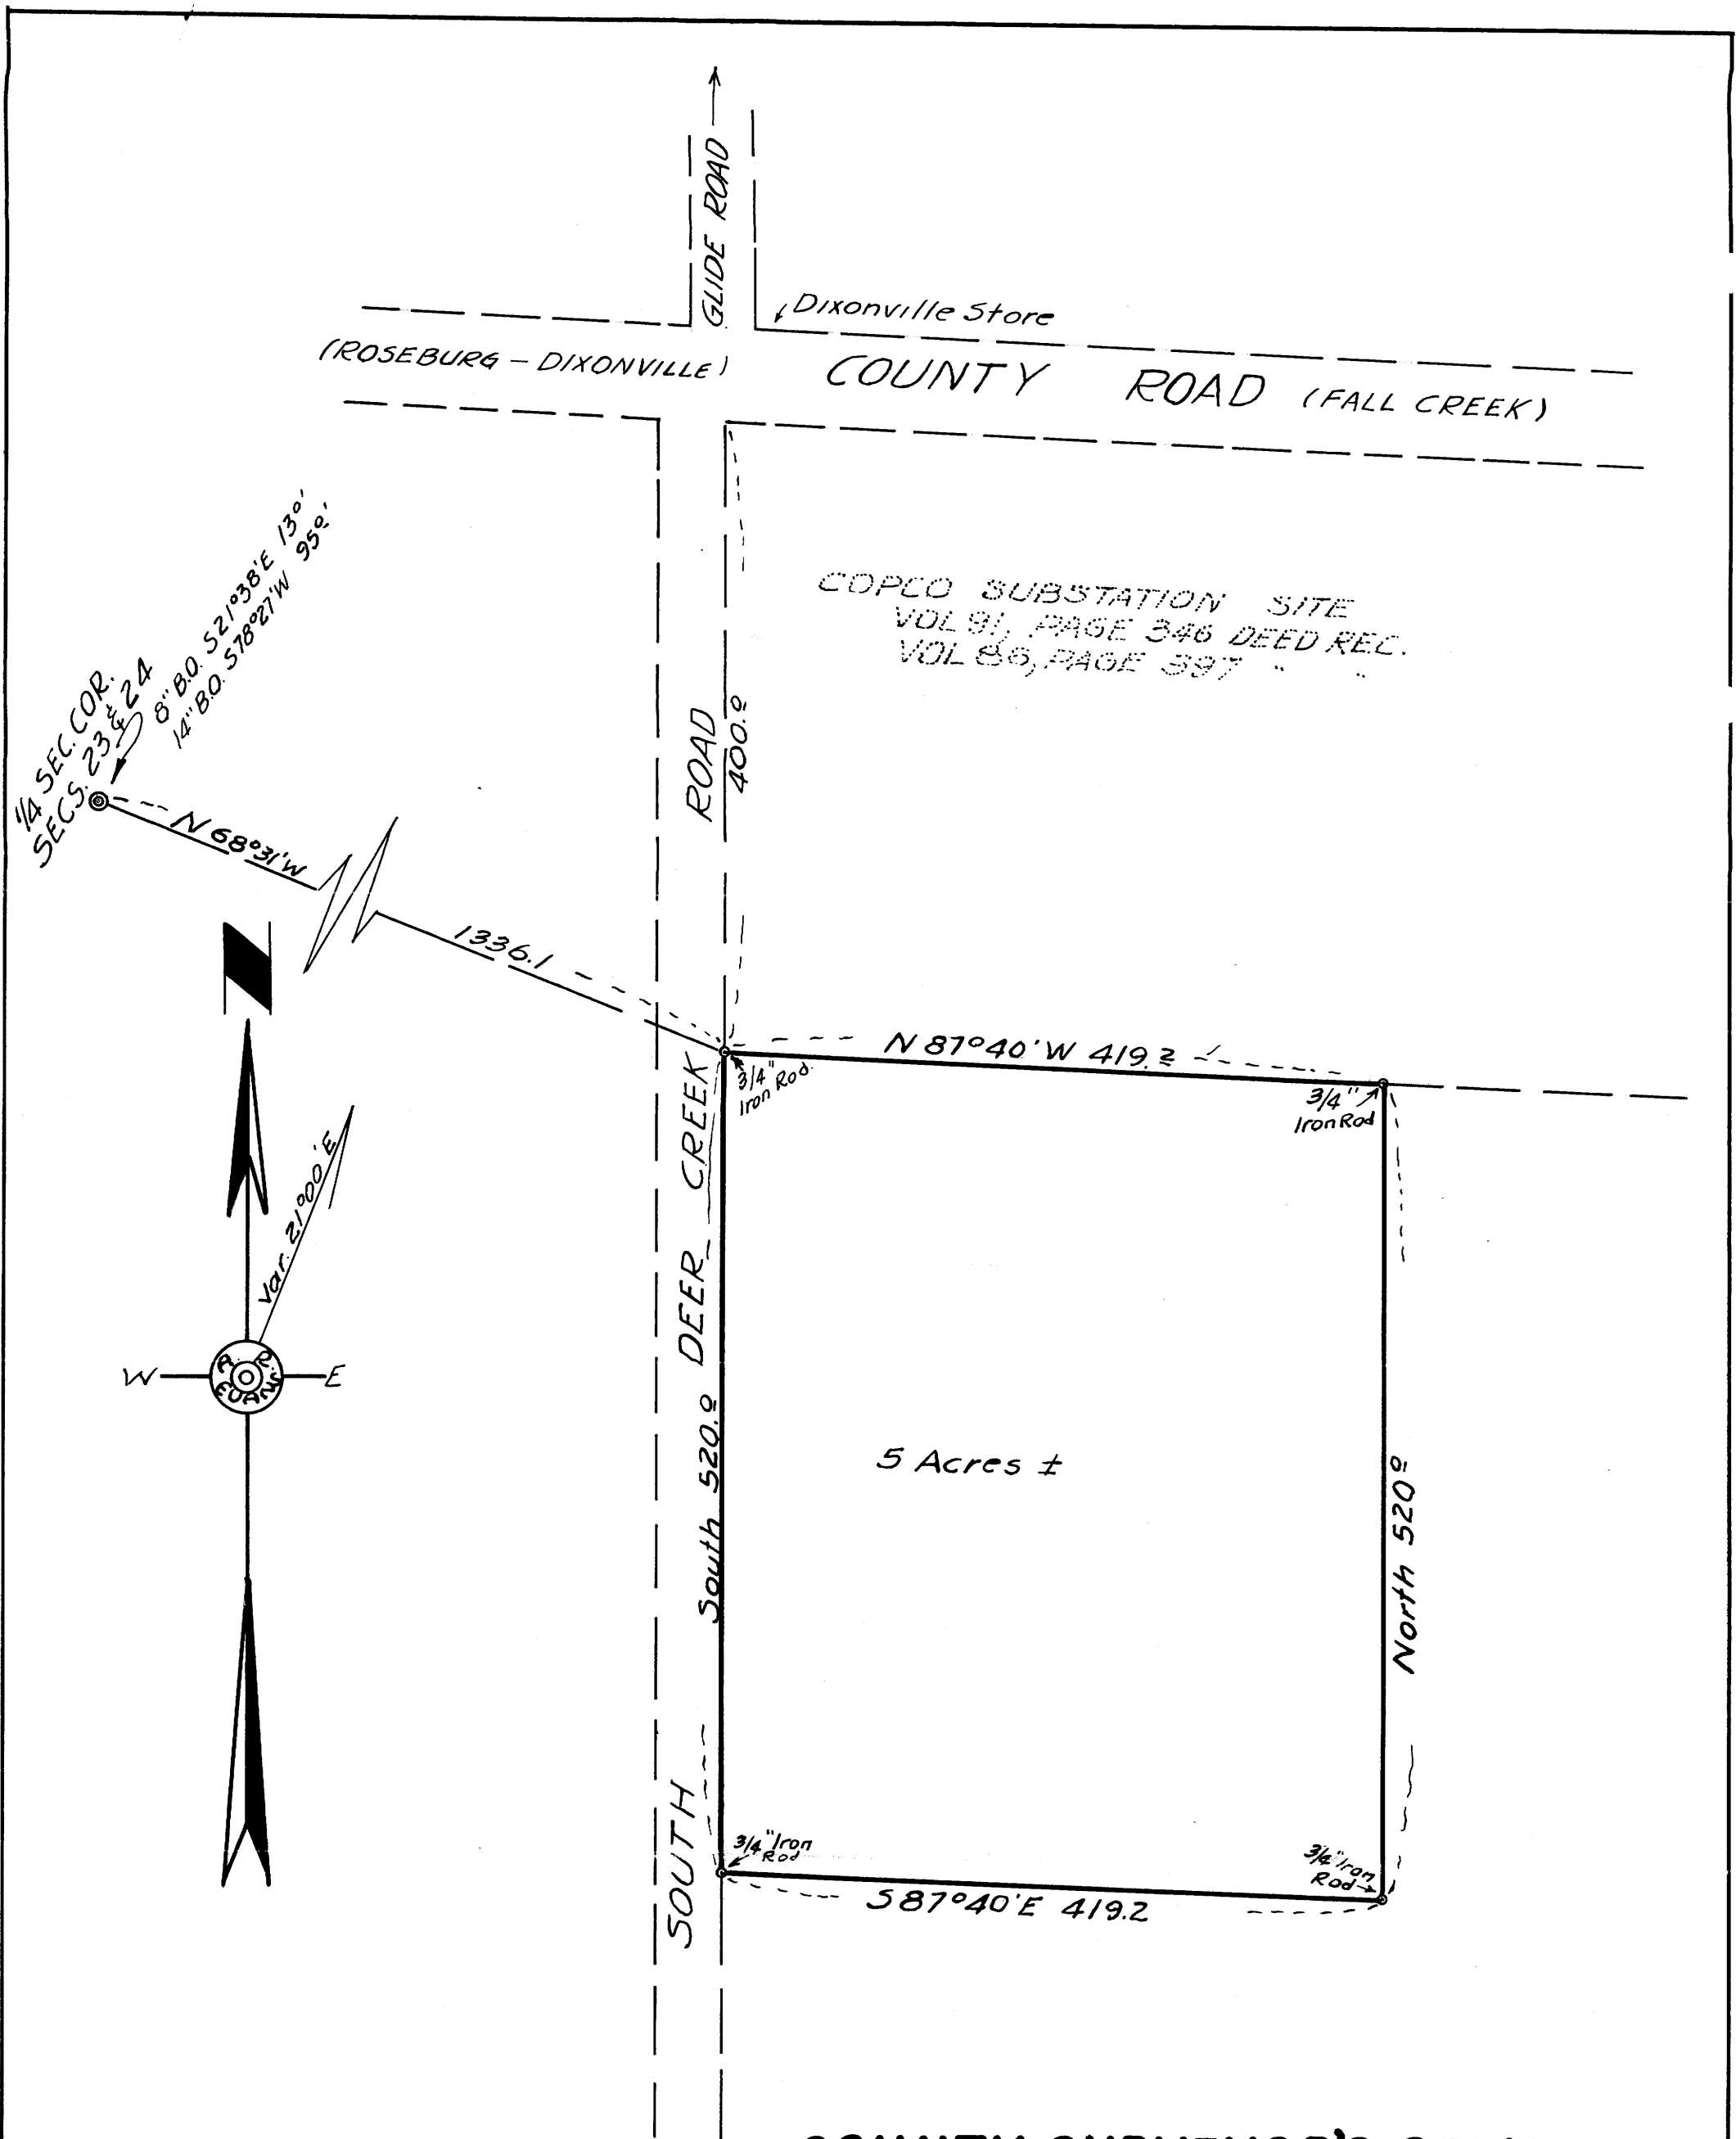 GLIDE ROAD
Dixonville Store
(ROSEBURG – DIXONVILLE)
COUNTY ROAD (FALL CREEK)
8" B.O. S21°38'E 13.0'
14" B.O. S78°27'W 95.0'
1/4 SEC. COR.
SECS. 23 & 24
COPCO SUBSTATION SITE
VOL 91, PAGE 346 DEED REC.
VOL 86, PAGE 397 " "
400.0
N 68°31'W
1336.1
N 87°40'W 419.2
3/4" Rod.
Iron
3/4"
Iron Rod
Var. 21°00'E
W
E
A. R.
EVANS
SOUTH DEER CREEK ROAD
South 520.0
5 Acres ±
North 520.0
3/4" Iron
Rod
3/4" Iron
Rod
S 87°40'E 419.2